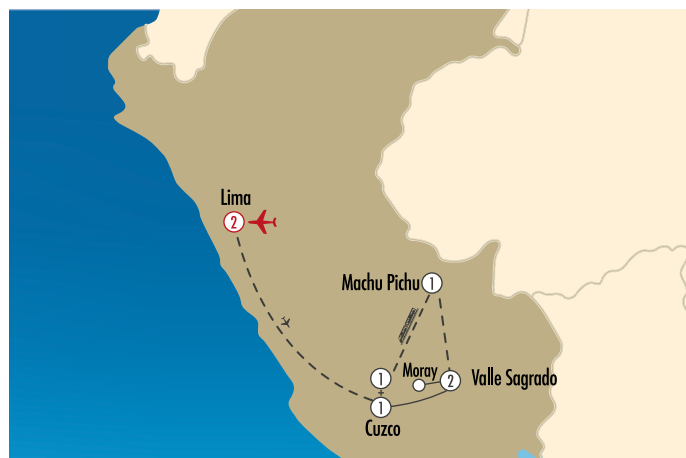 Lima
2
Machu Pichu 1
1
Moray
2 Valle Sagrado
+
1
Cuzco